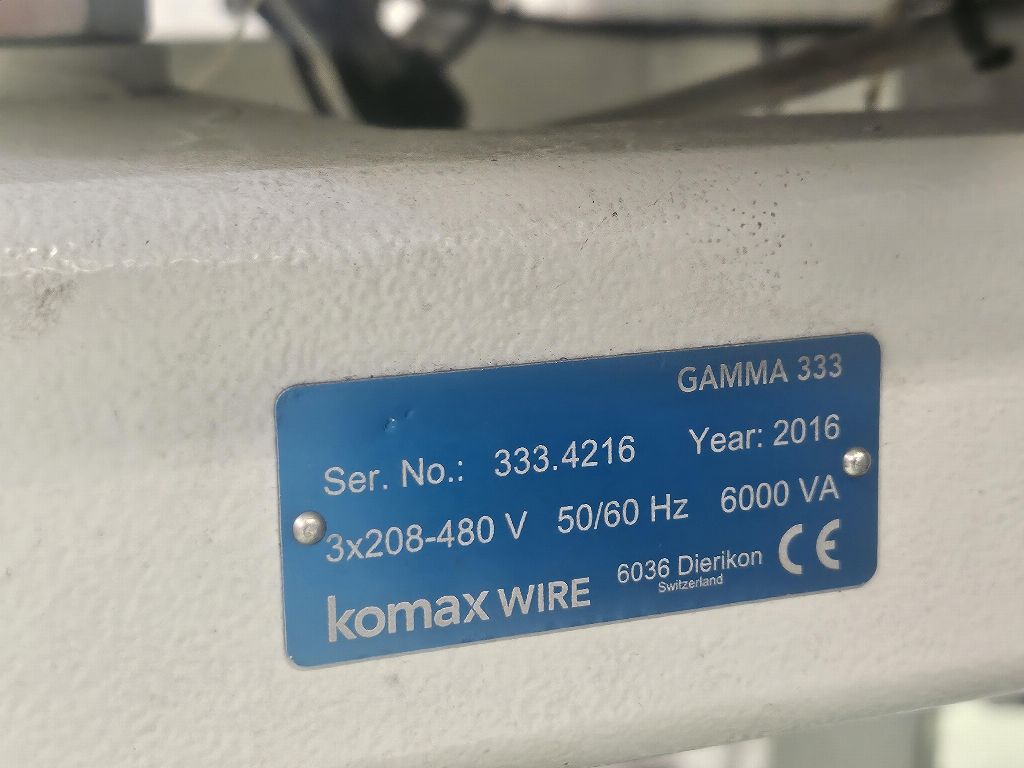 GAMMA 333
Ser. No.: 333.4216 Year: 2016
3x208-480 V 50/60 Hz 6000 VA
komax WIRE 6036 Dierikon CE
Switzerland